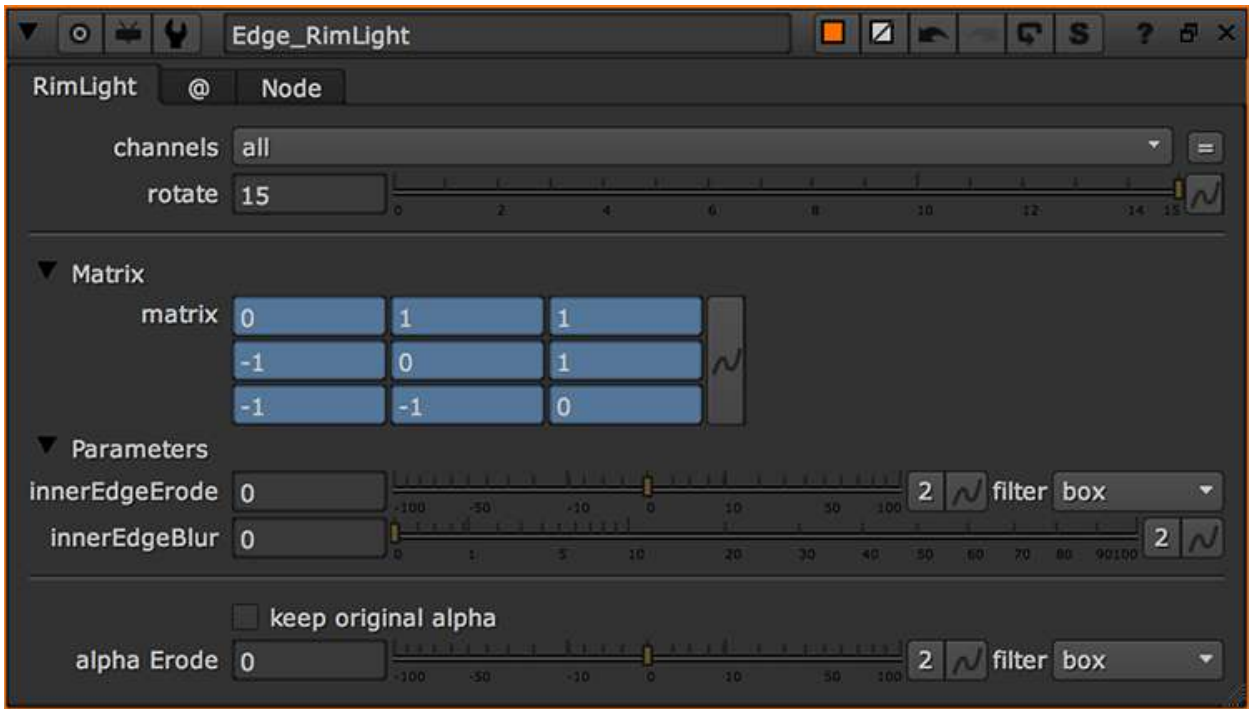 Edge_RimLight S ?
RimLight @ Node
channels all =
rotate 15
0 2 4 6 8 10 12 14 15
Matrix
matrix 0 1 1
-1 0 1
-1 -1 0
Parameters
innerEdgeErode 0 2 filter box
-100 -50 -10 0 10 50 100
innerEdgeBlur 0 2
0 1 5 10 20 30 40 50 60 70 80 90100
keep original alpha
alpha Erode 0 2 filter box
-100 -50 -10 0 10 50 100